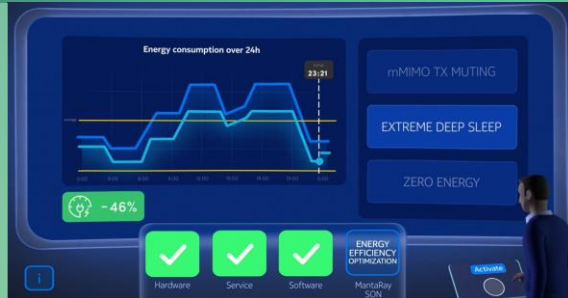 Energy consumption over 24h
23:21
mMIMO TX MUTING
EXTREME DEEP SLEEP
ZERO ENERGY
-46%
ENERGY
EFFICIENCY
OPTIMIZATION
Hardware
Service
Software
MantaRay
SON
Activate
i